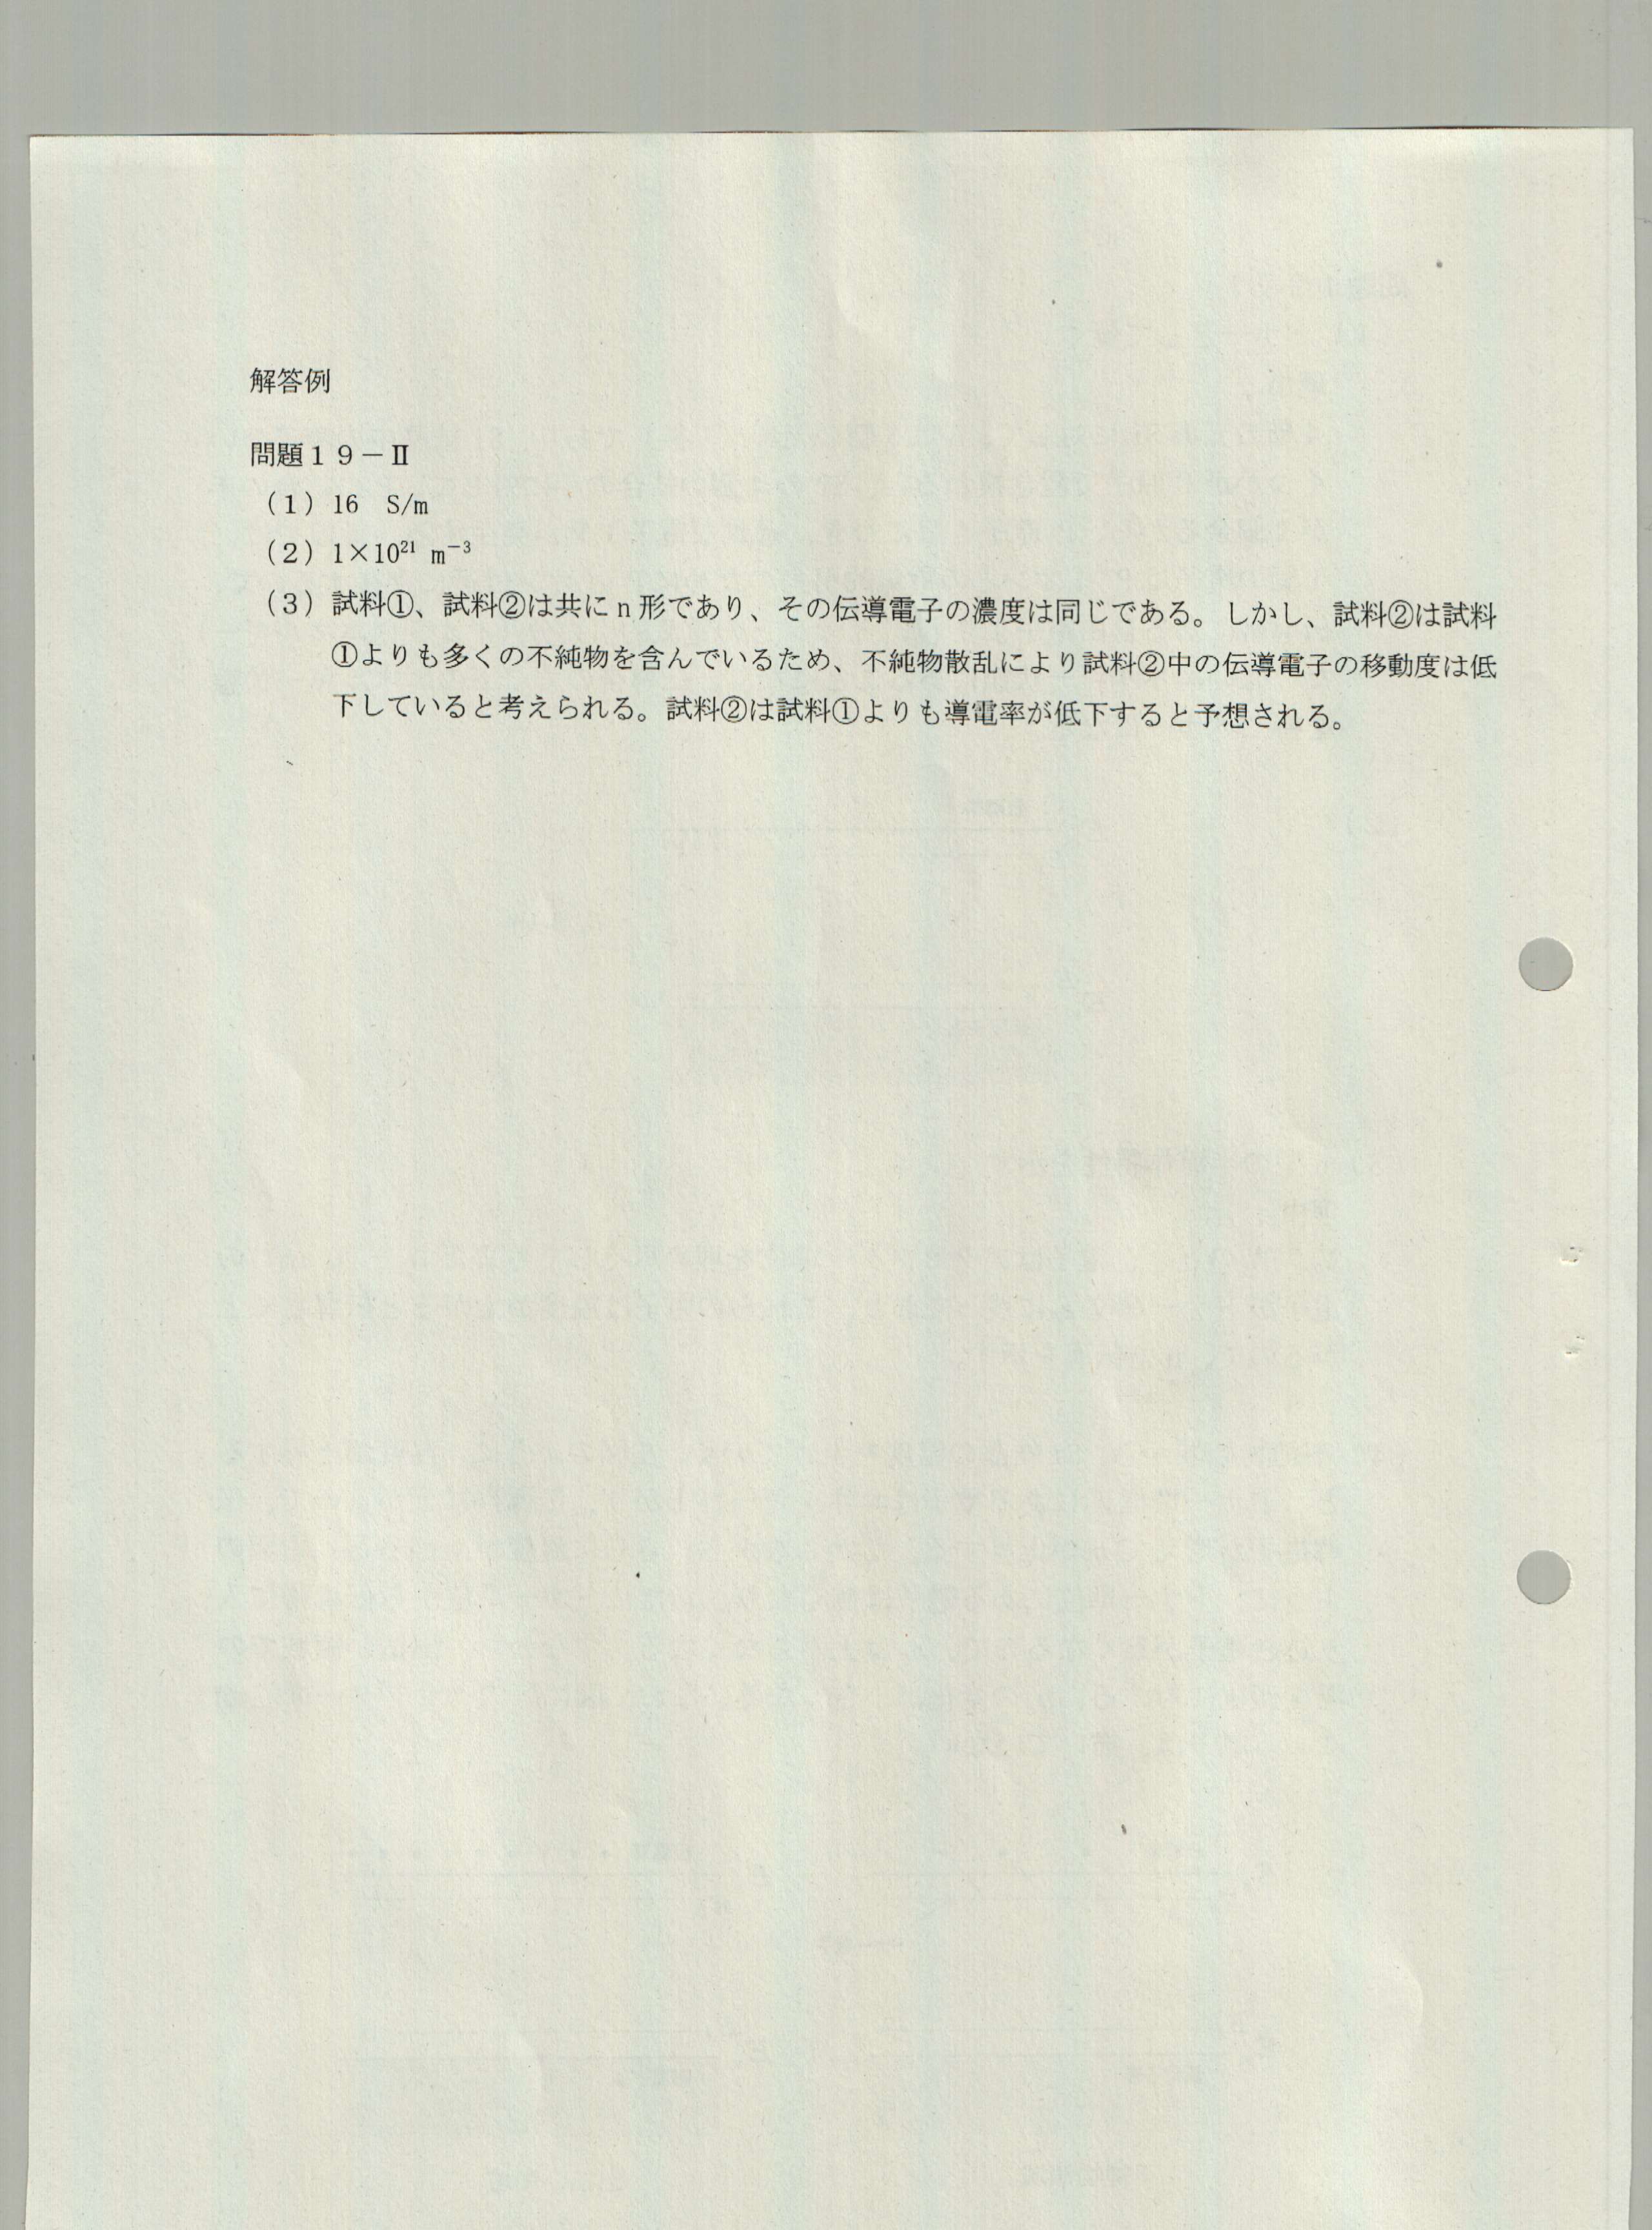 解答例
問題19－Ⅱ
（1）16　S/m
（2）1×10²¹ m⁻³
（3）試料①、試料②は共にn形であり、その伝導電子の濃度は同じである。しかし、試料②は試料
①よりも多くの不純物を含んでいるため、不純物散乱により試料②中の伝導電子の移動度は低
下していると考えられる。試料②は試料①よりも導電率が低下すると予想される。